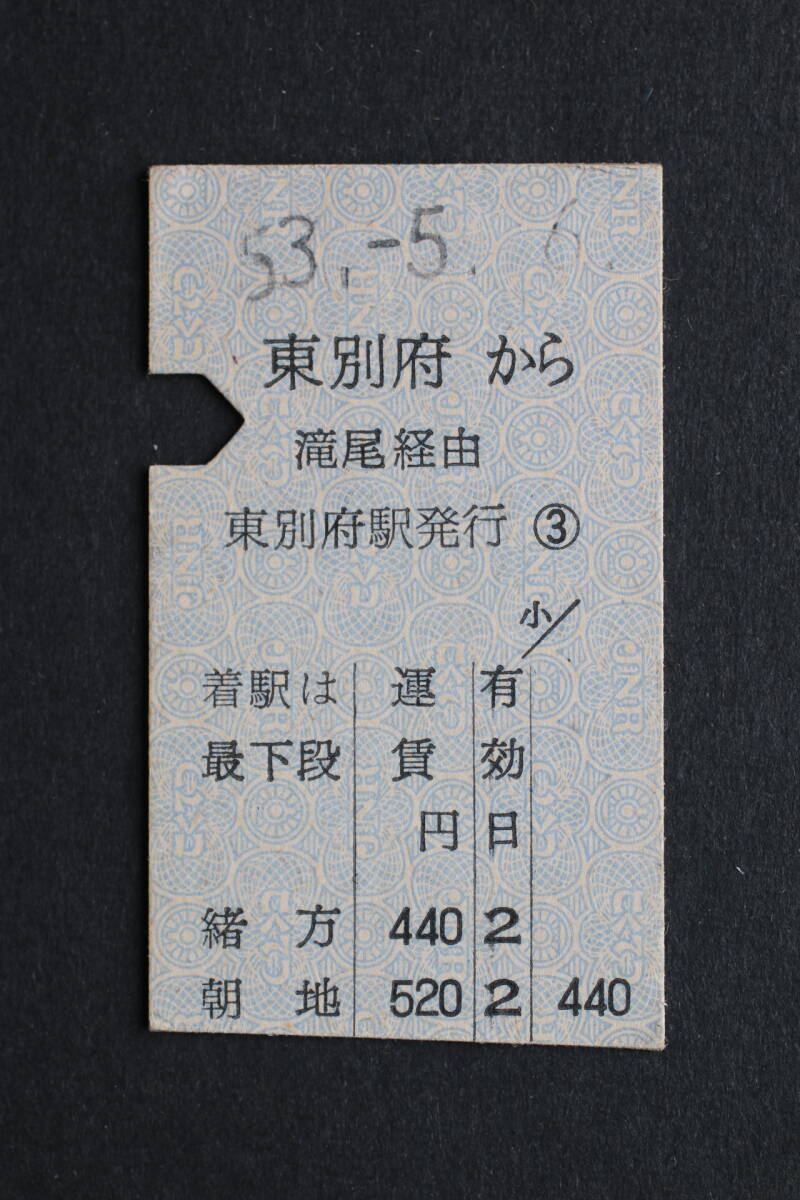 53.-5.6.
東別府 から
滝尾経由
東別府駅発行 ③
小
着駅は 運 有
最下段 賃 効
円 日
緒方 440 2
朝地 520 2 440